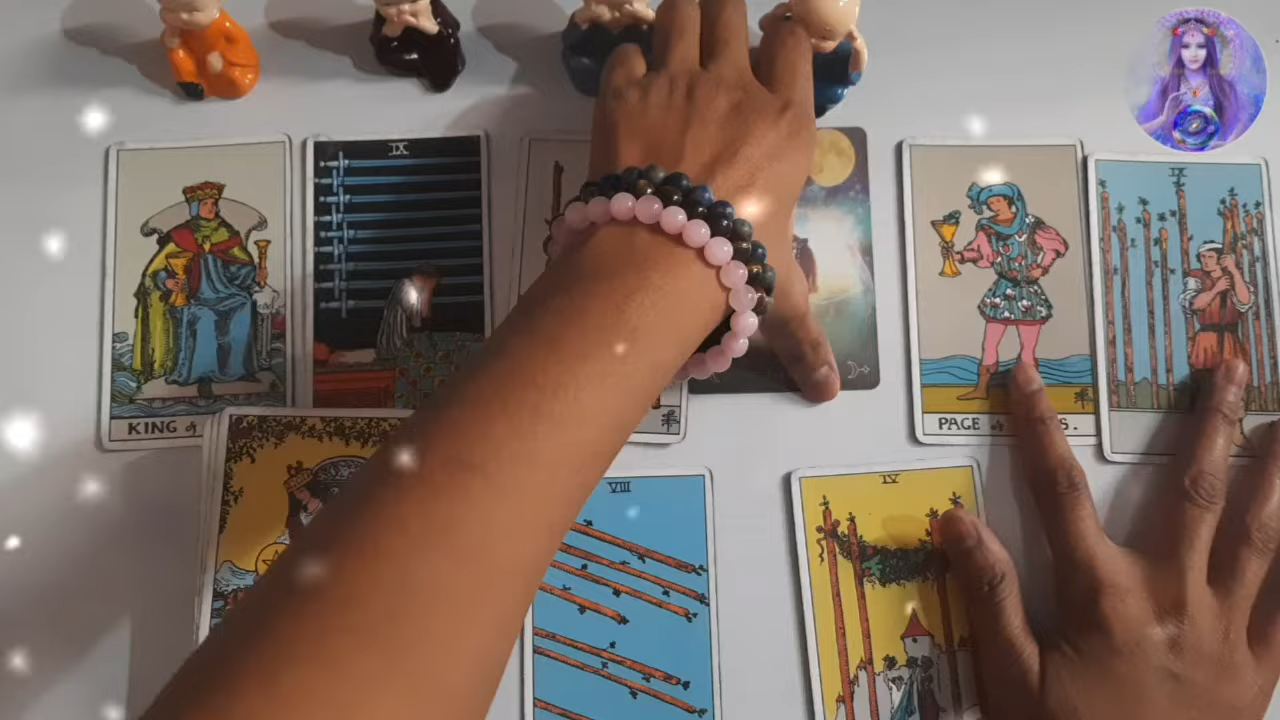 IX
IX
KING of
PAGE of
IV
VIII